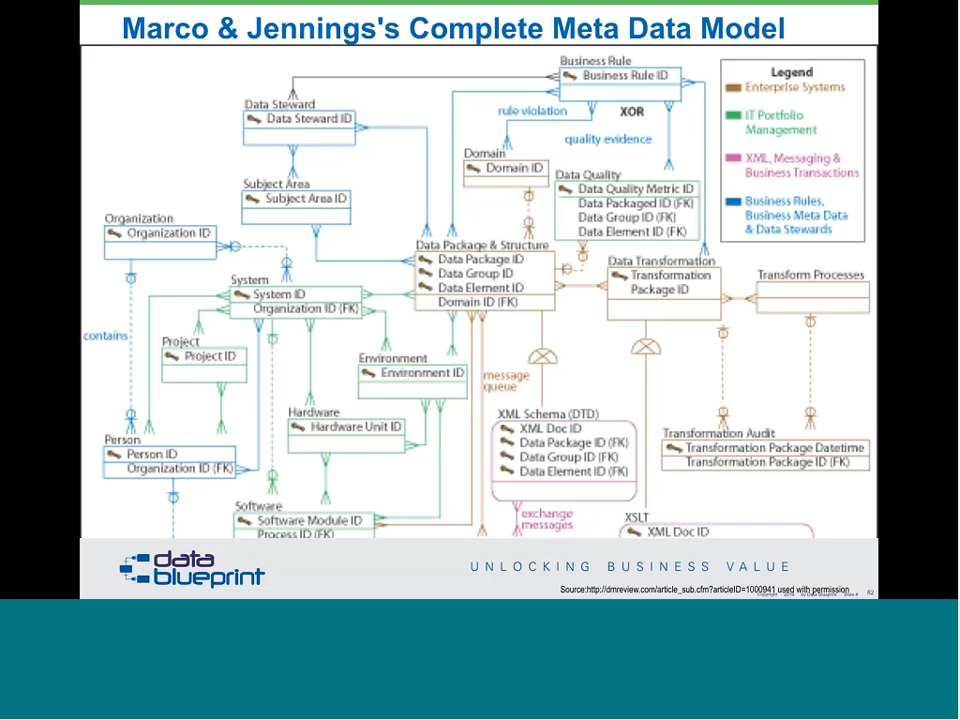 Marco & Jennings's Complete Meta Data Model
Business Rule
Business Rule ID
Legend
Enterprise Systems
IT Portfolio
Management
XML, Messaging &
Business Transactions
Business Rules,
Business Meta Data
& Data Stewards
Data Steward
Data Steward ID
rule violation
XOR
quality evidence
Domain
Domain ID
Data Quality
Data Quality Metric ID
Data Packaged ID (FK)
Data Group ID (FK)
Data Element ID (FK)
Subject Area
Subject Area ID
Organization
Organization ID
Data Package & Structure
Data Package ID
Data Group ID
Data Element ID
Domain ID (FK)
Data Transformation
Transformation
Package ID
Transform Processes
System
System ID
Organization ID (FK)
contains
Project
Project ID
Environment
Environment ID
message
queue
Hardware
Hardware Unit ID
XML Schema (DTD)
XML Doc ID
Data Package ID (FK)
Data Group ID (FK)
Data Element ID (FK)
Transformation Audit
Transformation Package Datetime
Transformation Package ID (FK)
Person
Person ID
Organization ID (FK)
Software
Software Module ID
Process ID (FK)
exchange
messages
XSLT
XML Doc ID
data
blueprint
UNLOCKING BUSINESS VALUE
Source:http://dmreview.com/article_sub.cfm?articleID=1000941 used with permission
82